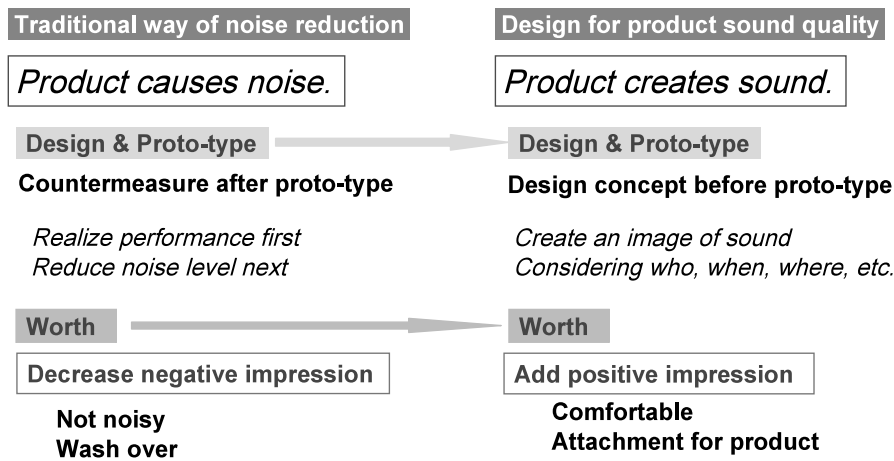 Traditional way of noise reduction
Product causes noise.
Design & Proto-type
Countermeasure after proto-type
Realize performance first
Reduce noise level next
Worth
Decrease negative impression
Not noisy
Wash over
Design for product sound quality
Product creates sound.
Design & Proto-type
Design concept before proto-type
Create an image of sound
Considering who, when, where, etc.
Worth
Add positive impression
Comfortable
Attachment for product